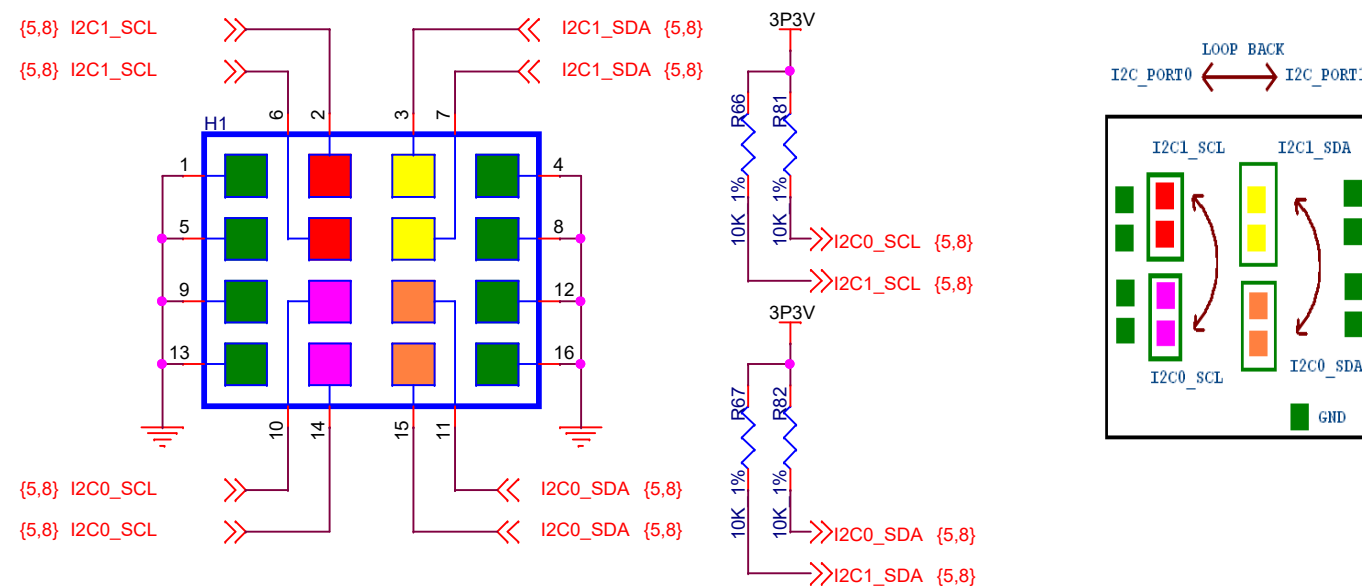 {5,8} I2C1_SCL
I2C1_SDA {5,8}
{5,8} I2C1_SCL
I2C1_SDA {5,8}
H1
6
2
3
7
1
4
5
8
9
12
13
16
10
14
15
11
{5,8} I2C0_SCL
I2C0_SDA {5,8}
{5,8} I2C0_SCL
I2C0_SDA {5,8}
3P3V
R66
R81
10K 1%
10K 1%
I2C0_SCL {5,8}
I2C1_SCL {5,8}
3P3V
R67
R82
10K 1%
10K 1%
I2C0_SDA {5,8}
I2C1_SDA {5,8}
LOOP BACK
I2C_PORT0
I2C_PORT1
I2C1_SCL
I2C1_SDA
I2C0_SCL
I2C0_SDA
GND